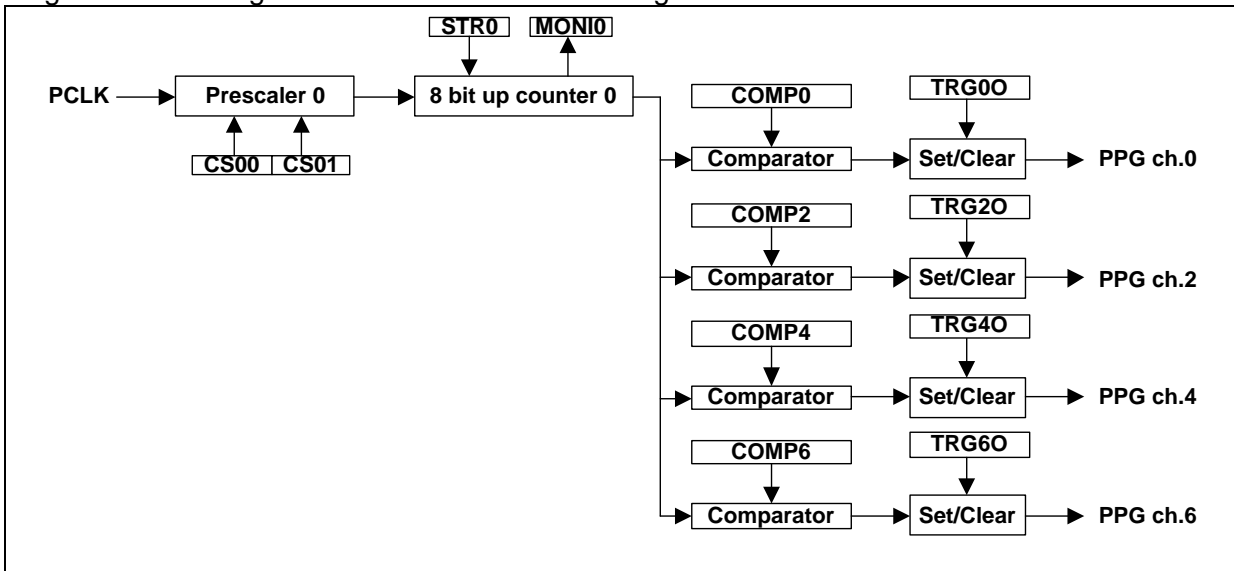 STR0 MONI0
PCLK Prescaler 0 8 bit up counter 0
CS00 CS01
COMP0 TRG0O
Comparator Set/Clear PPG ch.0
COMP2 TRG2O
Comparator Set/Clear PPG ch.2
COMP4 TRG4O
Comparator Set/Clear PPG ch.4
COMP6 TRG6O
Comparator Set/Clear PPG ch.6